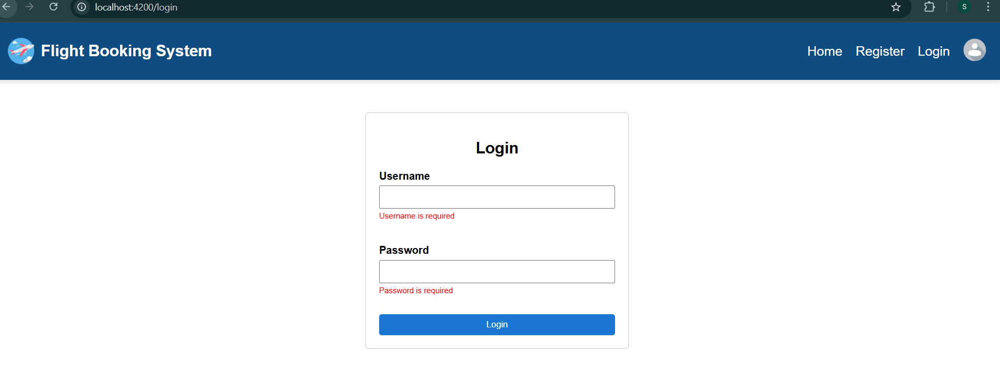 localhost:4200/login
S
Flight Booking System
Home Register Login
Login
Username
Username is required
Password
Password is required
Login